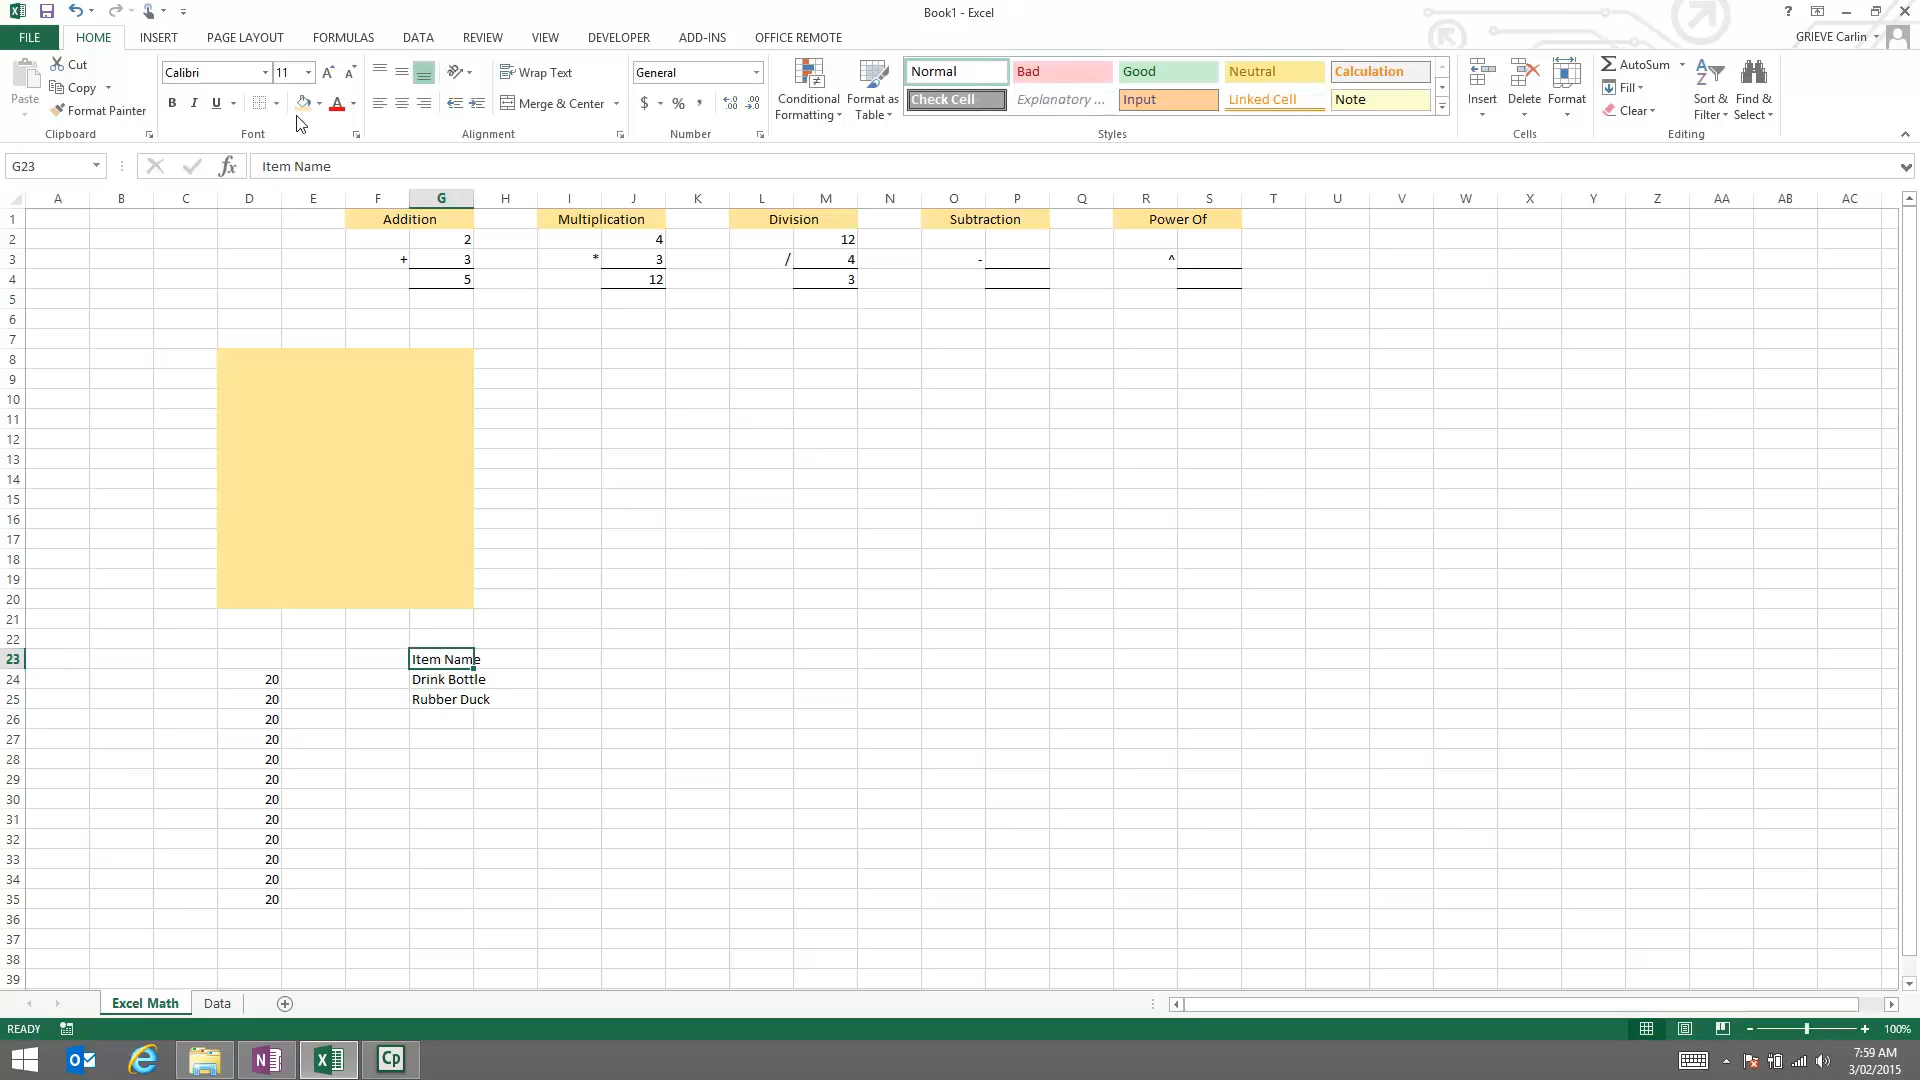 Book1 - Excel
FILE HOME INSERT PAGE LAYOUT FORMULAS DATA REVIEW VIEW DEVELOPER ADD-INS OFFICE REMOTE GRIEVE Carlin
Paste
Cut
Copy
Format Painter
Clipboard
Calibri 11
B I U
Font
Wrap Text
Merge & Center
Alignment
General
$ % ,
Number
Conditional Formatting
Format as Table
Normal Bad Good Neutral Calculation
Check Cell Explanatory ... Input Linked Cell Note
Styles
Insert Delete Format
Cells
AutoSum
Fill
Clear
Sort & Filter
Find & Select
Editing
G23 fx Item Name
A B C D E F G H I J K L M N O P Q R S T U V W X Y Z AA AB AC
1 Addition Multiplication Division Subtraction Power Of
2 2 4 12
3 + 3 * 3 / 4 - ^
4 5 12 3
5
6
7
8
9
10
11
12
13
14
15
16
17
18
19
20
21
22
23 Item Name
24 20 Drink Bottle
25 20 Rubber Duck
26 20
27 20
28 20
29 20
30 20
31 20
32 20
33 20
34 20
35 20
36
37
38
39
Excel Math Data
READY 100%
7:59 AM
3/02/2015